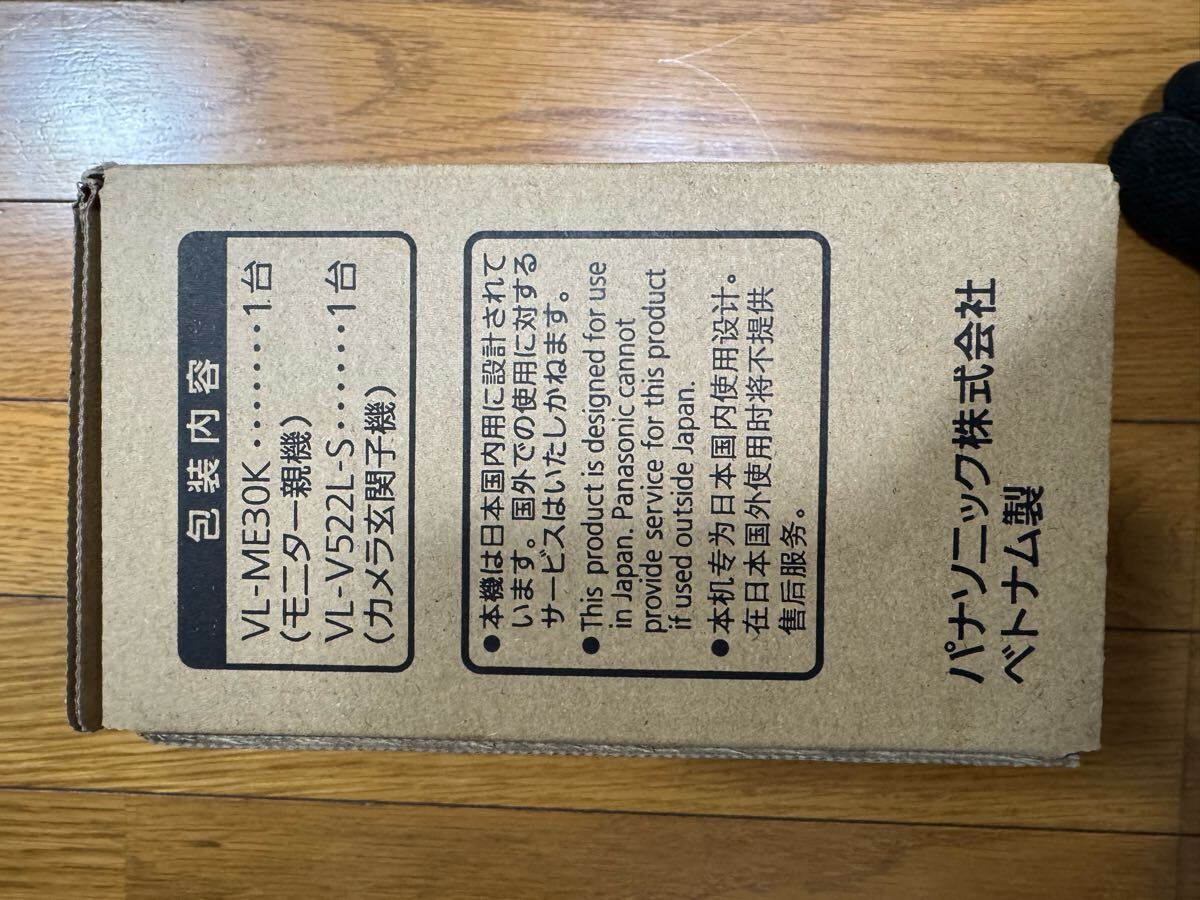 包装内容
VL-ME30K ········· 1台
(モニター親機)
VL-V522L-S ······· 1台
(カメラ玄関子機)
●本機は日本国内用に設計されて
います。国外での使用に対する
サービスはいたしかねます。
●This product is designed for use
in Japan. Panasonic cannot
provide service for this product
if used outside Japan.
●本机专为日本国内使用设计。
在日本国外使用时将不提供
售后服务。
パナソニック株式会社
ベトナム製